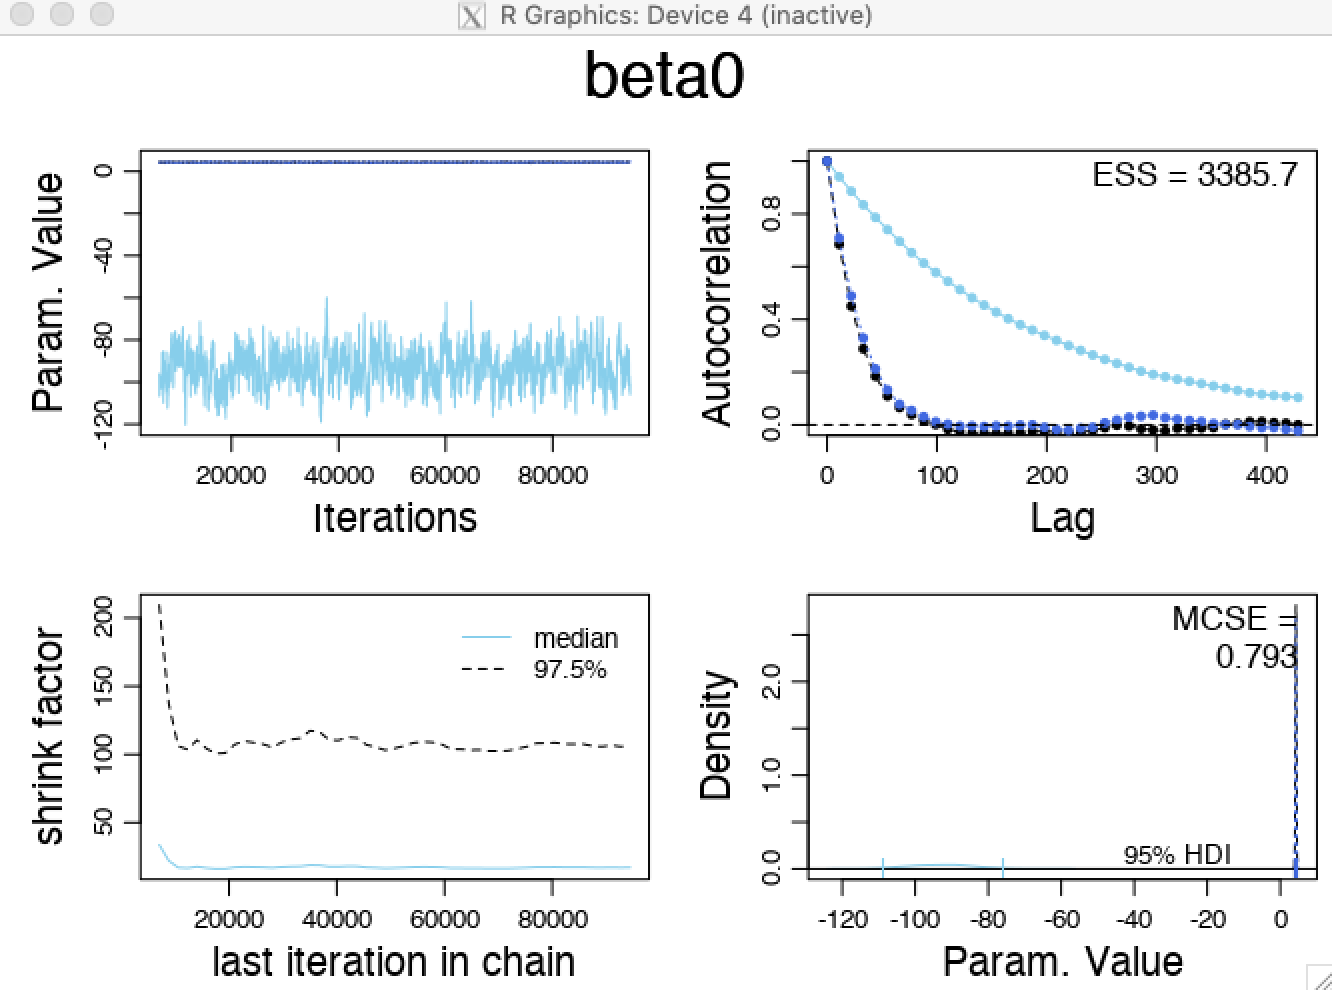 R Graphics: Device 4 (inactive)
beta0
Param. Value
0
-40
-80
-120
20000 40000 60000 80000
Iterations
Autocorrelation
0.8
0.4
0.0
ESS = 3385.7
0 100 200 300 400
Lag
shrink factor
200
150
100
50
median
97.5%
20000 40000 60000 80000
last iteration in chain
Density
2.0
1.0
0.0
MCSE =
0.793
95% HDI
-120 -100 -80 -60 -40 -20 0
Param. Value